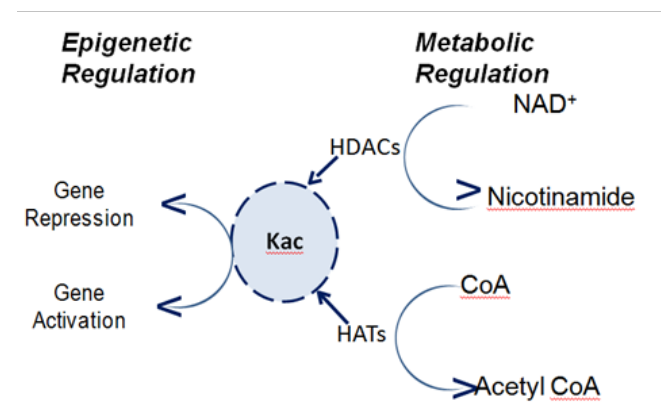 Epigenetic
Regulation
Metabolic
Regulation
NAD⁺
HDACs
Gene
Repression
Nicotinamide
Kac
CoA
Gene
Activation
HATs
Acetyl CoA